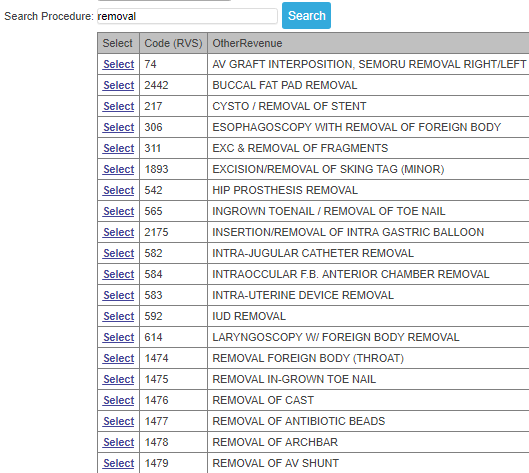 Search Procedure: removal Search
Select Code (RVS) OtherRevenue
Select 74 AV GRAFT INTERPOSITION, SEMORU REMOVAL RIGHT/LEFT
Select 2442 BUCCAL FAT PAD REMOVAL
Select 217 CYSTO / REMOVAL OF STENT
Select 306 ESOPHAGOSCOPY WITH REMOVAL OF FOREIGN BODY
Select 311 EXC & REMOVAL OF FRAGMENTS
Select 1893 EXCISION/REMOVAL OF SKING TAG (MINOR)
Select 542 HIP PROSTHESIS REMOVAL
Select 565 INGROWN TOENAIL / REMOVAL OF TOE NAIL
Select 2175 INSERTION/REMOVAL OF INTRA GASTRIC BALLOON
Select 582 INTRA-JUGULAR CATHETER REMOVAL
Select 584 INTRAOCCULAR F.B. ANTERIOR CHAMBER REMOVAL
Select 583 INTRA-UTERINE DEVICE REMOVAL
Select 592 IUD REMOVAL
Select 614 LARYNGOSCOPY W/ FOREIGN BODY REMOVAL
Select 1474 REMOVAL FOREIGN BODY (THROAT)
Select 1475 REMOVAL IN-GROWN TOE NAIL
Select 1476 REMOVAL OF CAST
Select 1477 REMOVAL OF ANTIBIOTIC BEADS
Select 1478 REMOVAL OF ARCHBAR
Select 1479 REMOVAL OF AV SHUNT